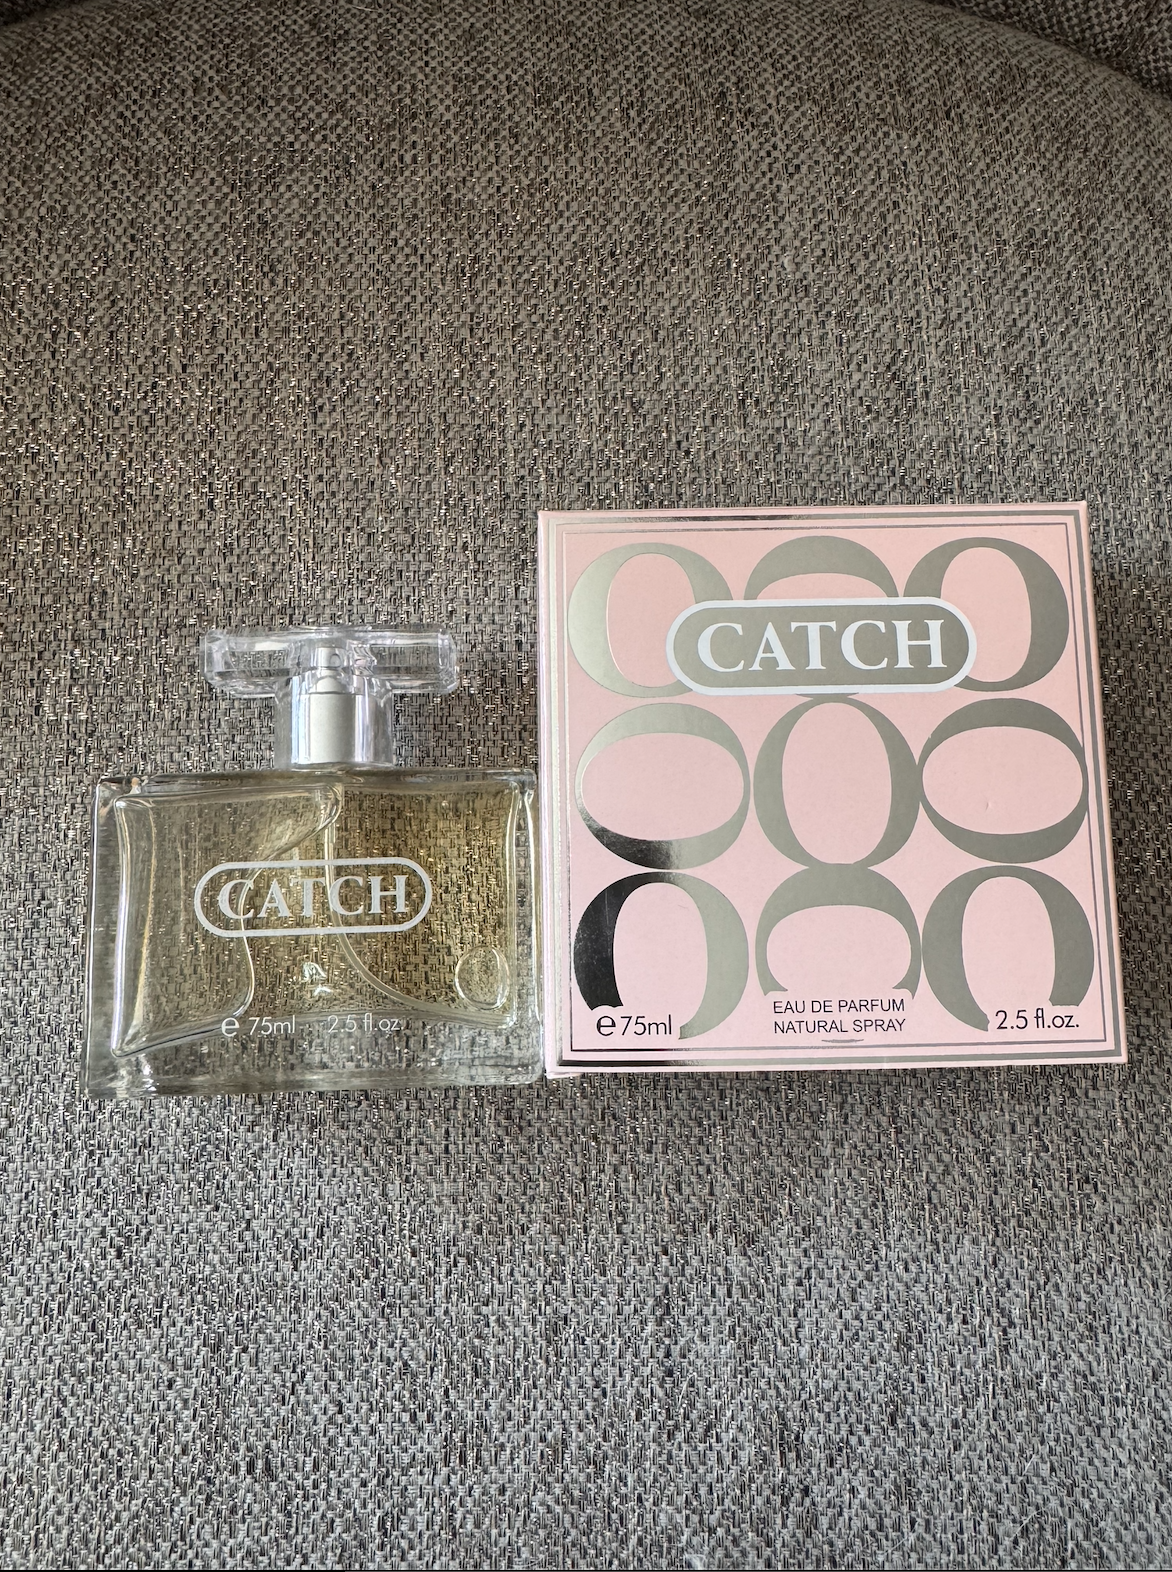 CATCH
℮ 75ml 2.5 fl.oz.
CATCH
EAU DE PARFUM
NATURAL SPRAY
℮ 75ml
2.5 fl.oz.